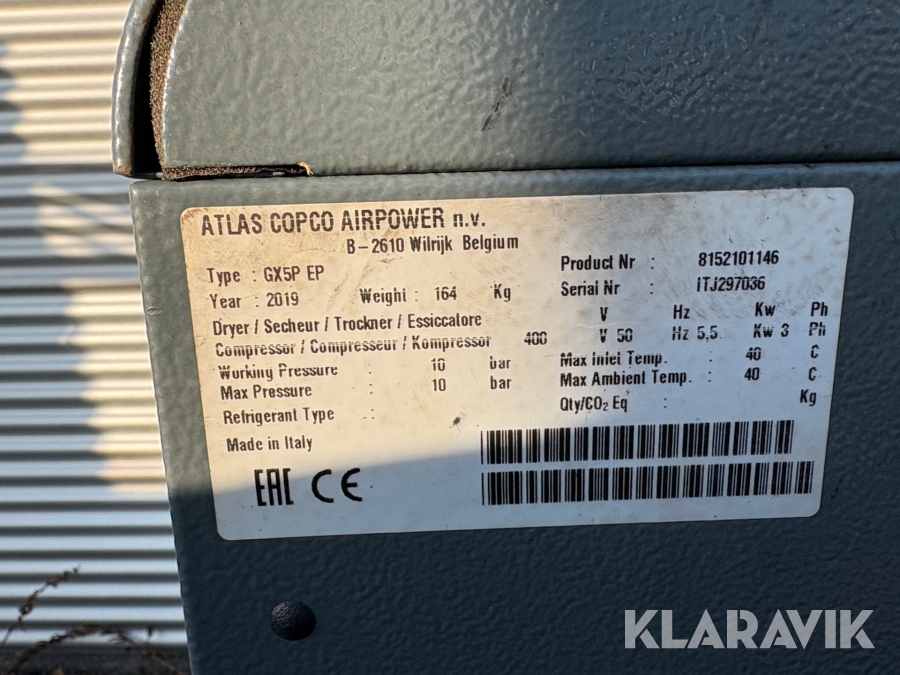 ATLAS COPCO AIRPOWER n.v.
B-2610 Wilrijk Belgium
Type : GX5P EP
Product Nr : 8152101146
Year : 2019 Weight : 164 Kg
Serial Nr : ITJ297036
Dryer / Secheur / Trockner / Essiccatore V Hz Kw Ph
Compressor / Compresseur / Kompressor 400 V 50 Hz 5,5 Kw 3 Ph
Working Pressure : 10 bar
Max Inlet Temp. : 40 C
Max Pressure : 10 bar
Max Ambient Temp. : 40 C
Refrigerant Type :
Qty/CO₂ Eq : Kg
Made in Italy
EAC CE
KLARAVIK